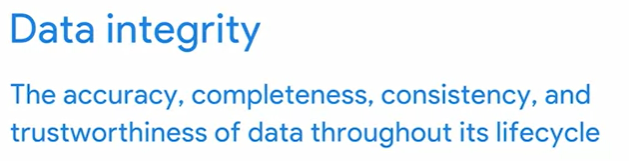 Data integrity
The accuracy, completeness, consistency, and
trustworthiness of data throughout its lifecycle